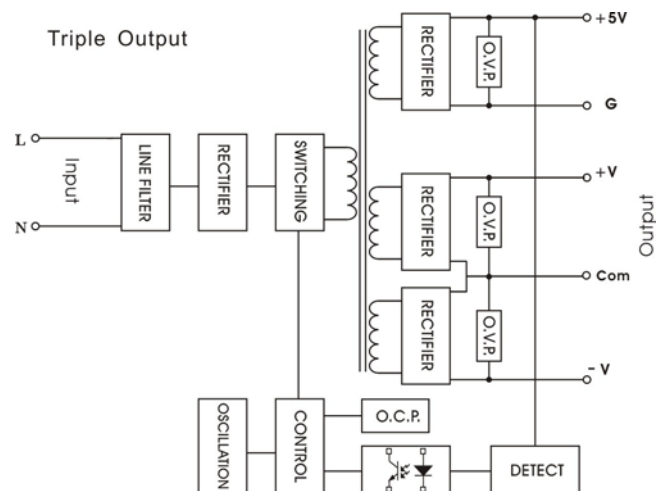 Triple Output
L
Input
N
LINE FILTER
RECTIFIER
SWITCHING
RECTIFIER
O.V.P.
+5V
G
RECTIFIER
O.V.P.
+V
Com
Output
RECTIFIER
O.V.P.
- V
OSCILLATION
CONTROL
O.C.P.
DETECT